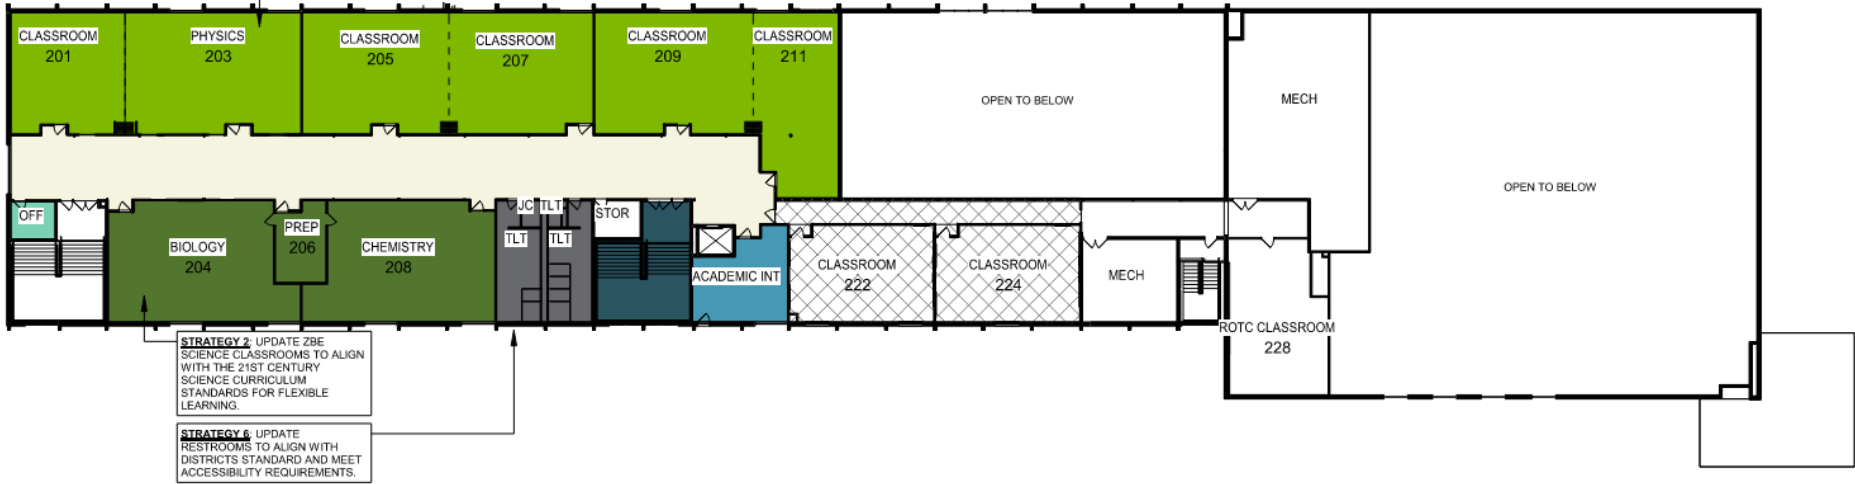 CLASSROOM
201
PHYSICS
203
CLASSROOM
205
CLASSROOM
207
CLASSROOM
209
CLASSROOM
211
OPEN TO BELOW
MECH
OPEN TO BELOW
OFF
BIOLOGY
204
PREP
206
CHEMISTRY
208
JC
TLT
TLT
TLT
STOR
ACADEMIC INT
CLASSROOM
222
CLASSROOM
224
MECH
ROTC CLASSROOM
228
STRATEGY 2: UPDATE ZBE
SCIENCE CLASSROOMS TO ALIGN
WITH THE 21ST CENTURY
SCIENCE CURRICULUM
STANDARDS FOR FLEXIBLE
LEARNING.
STRATEGY 6: UPDATE
RESTROOMS TO ALIGN WITH
DISTRICTS STANDARD AND MEET
ACCESSIBILITY REQUIREMENTS.